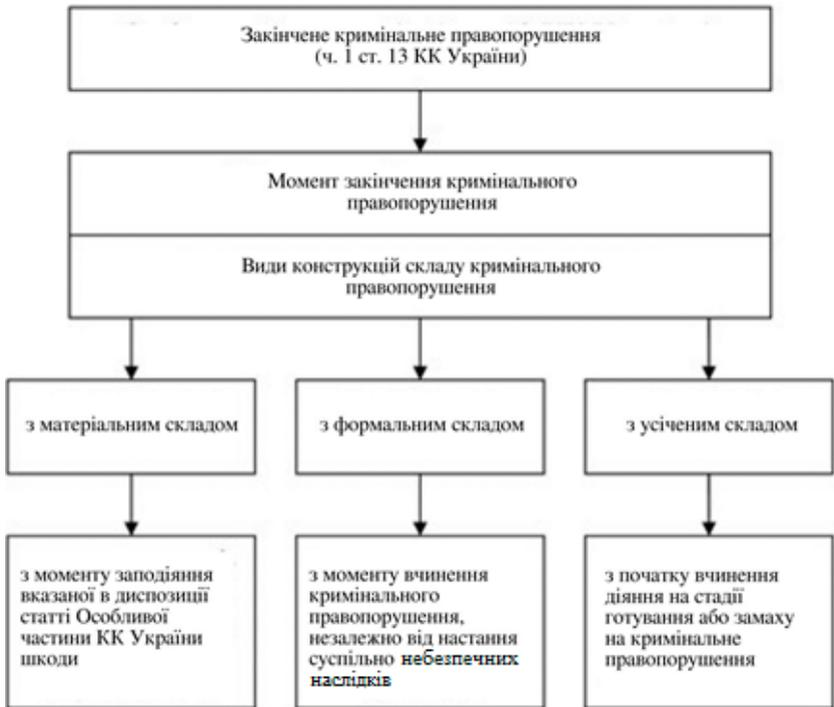 Закінчене кримінальне правопорушення
(ч. 1 ст. 13 КК України)
Момент закінчення кримінального
правопорушення
Види конструкцій складу кримінального
правопорушення
з матеріальним складом
з формальним складом
з усіченим складом
з моменту заподіяння
вказаної в диспозиції
статті Особливої
частини КК України
шкоди
з моменту вчинення
кримінального
правопорушення,
незалежно від настання
суспільно небезпечних
наслідків
з початку вчинення
діяння на стадії
готування або замаху
на кримінальне
правопорушення